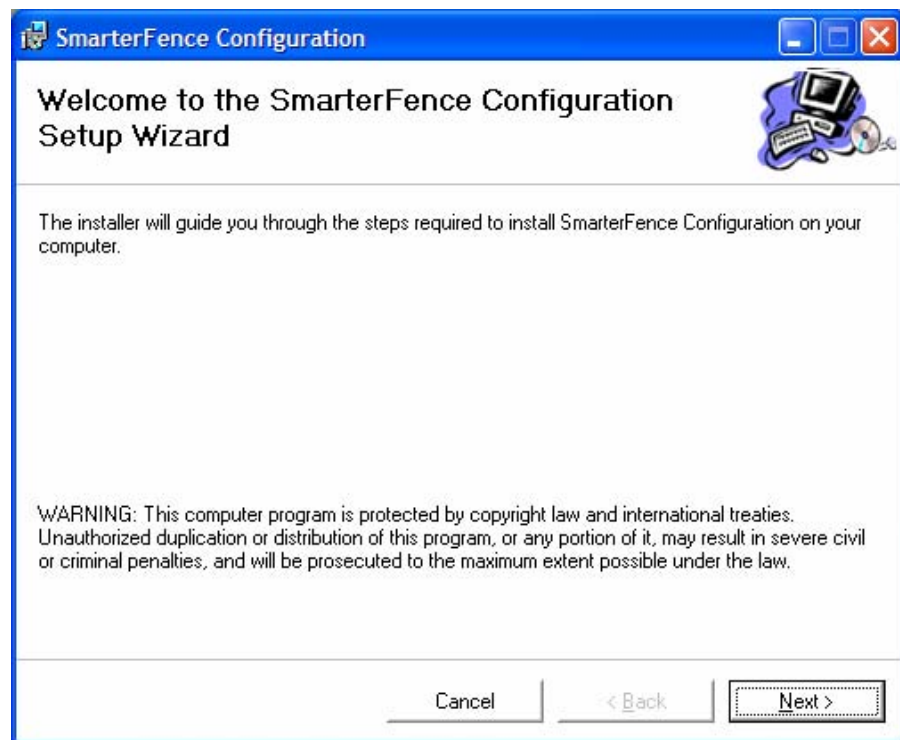 SmarterFence Configuration
Welcome to the SmarterFence Configuration
Setup Wizard
The installer will guide you through the steps required to install SmarterFence Configuration on your
computer.
WARNING: This computer program is protected by copyright law and international treaties.
Unauthorized duplication or distribution of this program, or any portion of it, may result in severe civil
or criminal penalties, and will be prosecuted to the maximum extent possible under the law.
Cancel
< Back
Next >